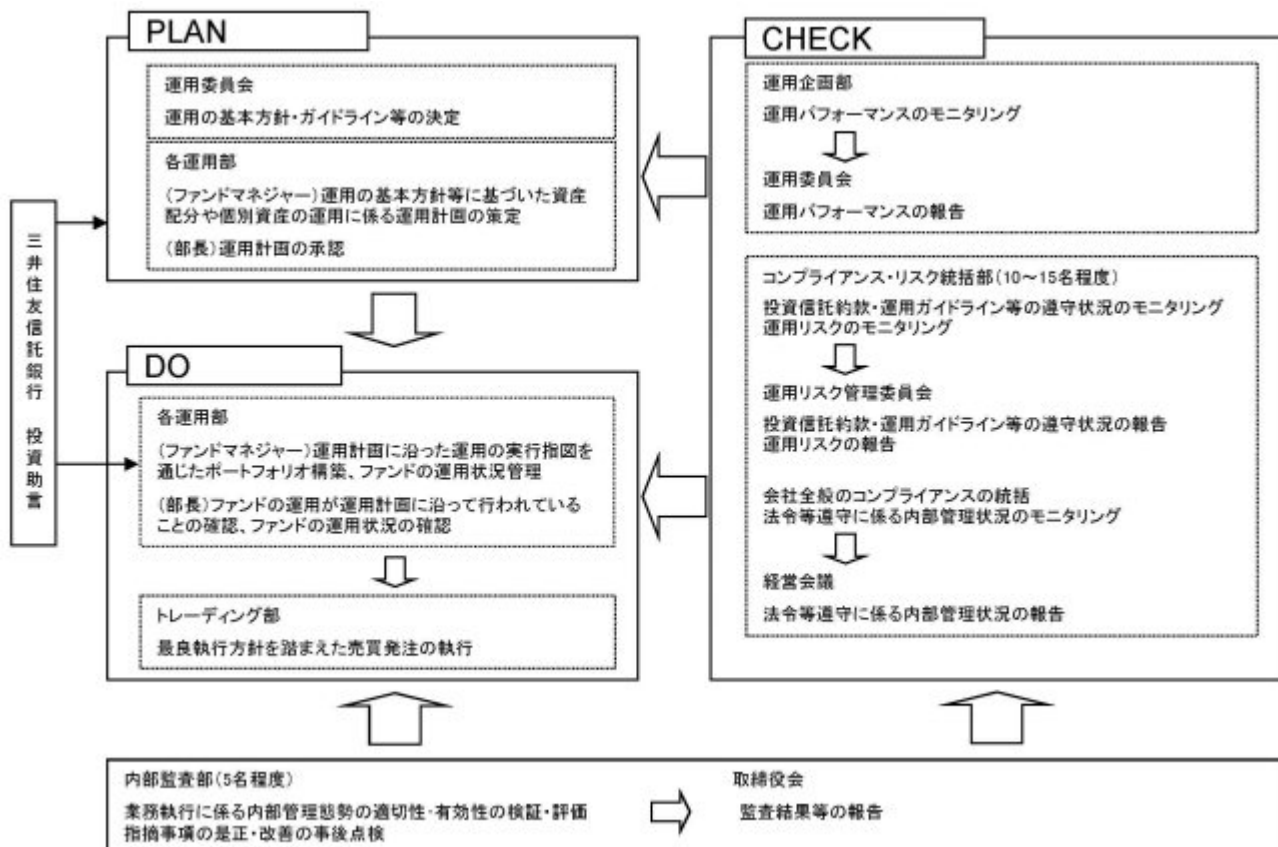 PLAN
運用委員会
運用の基本方針・ガイドライン等の決定
各運用部
(ファンドマネジャー)運用の基本方針等に基づいた資産
配分や個別資産の運用に係る運用計画の策定
(部長)運用計画の承認
三井住友信託銀行 投資助言
DO
各運用部
(ファンドマネジャー)運用計画に沿った運用の実行指図を
通じたポートフォリオ構築、ファンドの運用状況管理
(部長)ファンドの運用が運用計画に沿って行われている
ことの確認、ファンドの運用状況の確認
トレーディング部
最良執行方針を踏まえた売買発注の執行
CHECK
運用企画部
運用パフォーマンスのモニタリング
運用委員会
運用パフォーマンスの報告
コンプライアンス・リスク統括部(10～15名程度)
投資信託約款・運用ガイドライン等の遵守状況のモニタリング
運用リスクのモニタリング
運用リスク管理委員会
投資信託約款・運用ガイドライン等の遵守状況の報告
運用リスクの報告
会社全般のコンプライアンスの統括
法令等遵守に係る内部管理状況のモニタリング
経営会議
法令等遵守に係る内部管理状況の報告
内部監査部(5名程度)
業務執行に係る内部管理態勢の適切性・有効性の検証・評価
指摘事項の是正・改善の事後点検
取締役会
監査結果等の報告